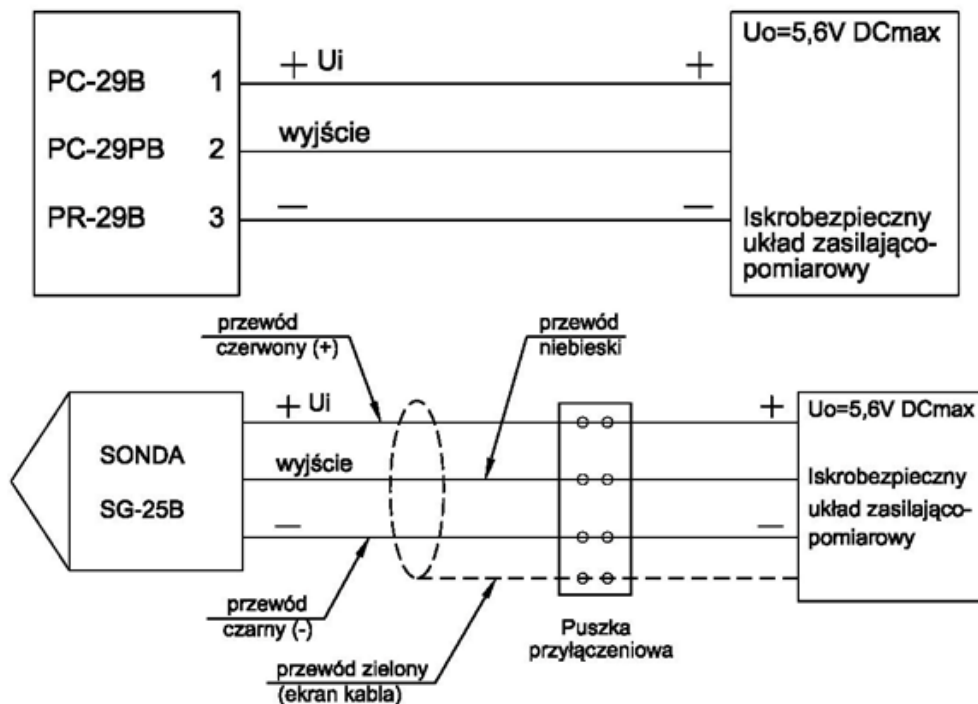 Uo=5,6V DCmax
PC-29B 1 + Ui +
PC-29PB 2 wyjście
PR-29B 3 — —
Iskrobezpieczny
układ zasilająco-
pomiarowy
przewód
czerwony (+)
przewód
niebieski
+ Ui + Uo=5,6V DCmax
SONDA
SG-25B
wyjście
— —
Iskrobezpieczny
układ zasilająco-
pomiarowy
przewód
czarny (-)
przewód zielony
(ekran kabla)
Puszka
przyłączeniowa